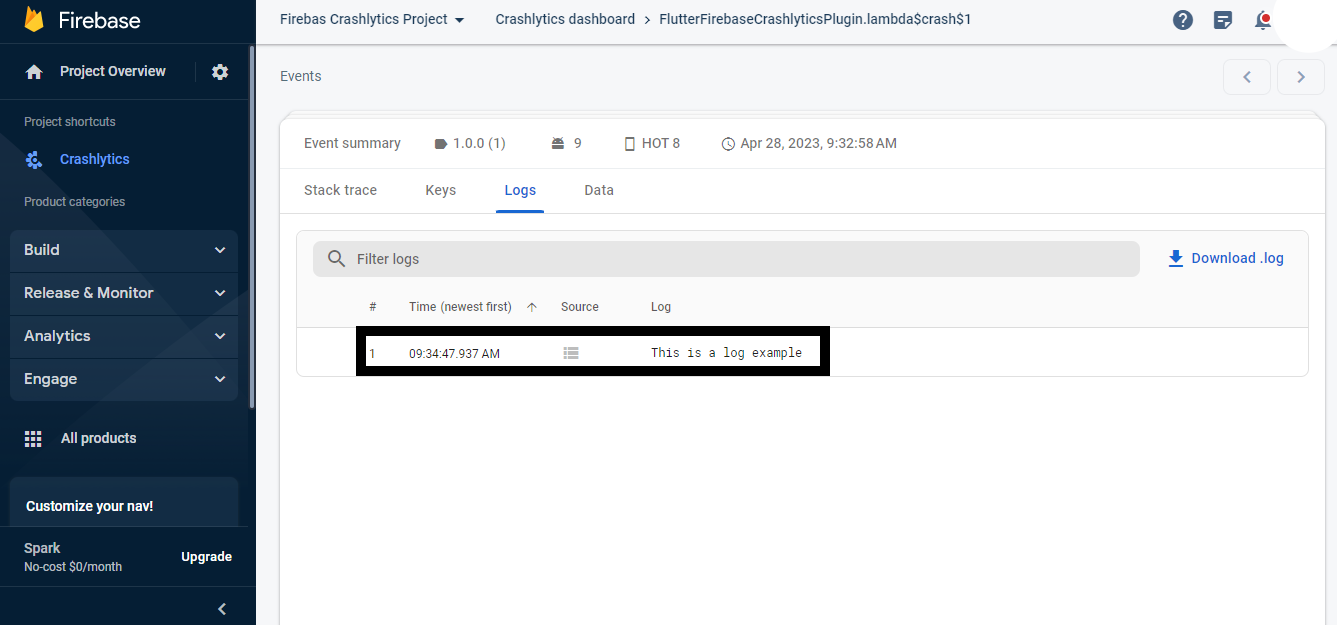 Firebase
Firebas Crashlytics Project
Crashlytics dashboard > FlutterFirebaseCrashlyticsPlugin.lambda$crash$1
Project Overview
Project shortcuts
Crashlytics
Product categories
Build
Release & Monitor
Analytics
Engage
All products
Customize your nav!
Spark
No-cost $0/month
Upgrade
Events
Event summary 1.0.0 (1) 9 HOT 8 Apr 28, 2023, 9:32:58 AM
Stack trace Keys Logs Data
Filter logs
Download .log
# Time (newest first) Source Log
1 09:34:47.937 AM This is a log example